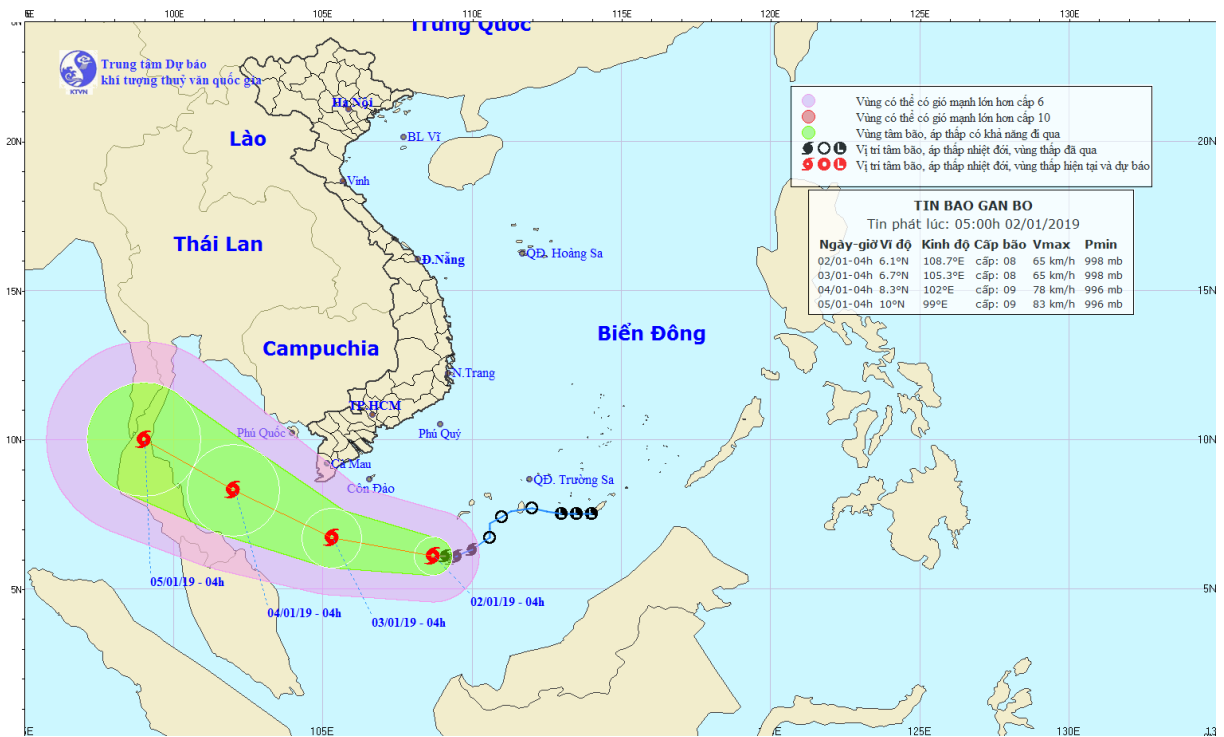 Trung Quốc
Trung tâm Dự báo
khí tượng thuỷ văn quốc gia
KTVN
100E
105E
110E
115E
120E
125E
130E
Hà Nội
Lào
BL Vĩ
20N
20N
Vinh
Thái Lan
Đ.Nẵng
QĐ. Hoàng Sa
15N
15N
Campuchia
Biển Đông
N.Trang
TP.HCM
Phú Quốc
Phú Quý
10N
10N
Cà Mau
Côn Đảo
QĐ. Trường Sa
5N
5N
05/01/19 - 04h
04/01/19 - 04h
03/01/19 - 04h
02/01/19 - 04h
105E
110E
115E
120E
125E
130E
Vùng có thể có gió mạnh lớn hơn cấp 6
Vùng có thể có gió mạnh lớn hơn cấp 10
Vùng tâm bão, áp thấp có khả năng đi qua
L Vị trí tâm bão, áp thấp nhiệt đới, vùng thấp đã qua
L Vị trí tâm bão, áp thấp nhiệt đới, vùng thấp hiện tại và dự báo
TIN BAO GAN BO
Tin phát lúc: 05:00h 02/01/2019
Ngày-giờ Vĩ độ Kinh độ Cấp bão Vmax Pmin
02/01-04h 6.1°N 108.7°E cấp: 08 65 km/h 998 mb
03/01-04h 6.7°N 105.3°E cấp: 08 65 km/h 998 mb
04/01-04h 8.3°N 102°E cấp: 09 78 km/h 996 mb
05/01-04h 10°N 99°E cấp: 09 83 km/h 996 mb